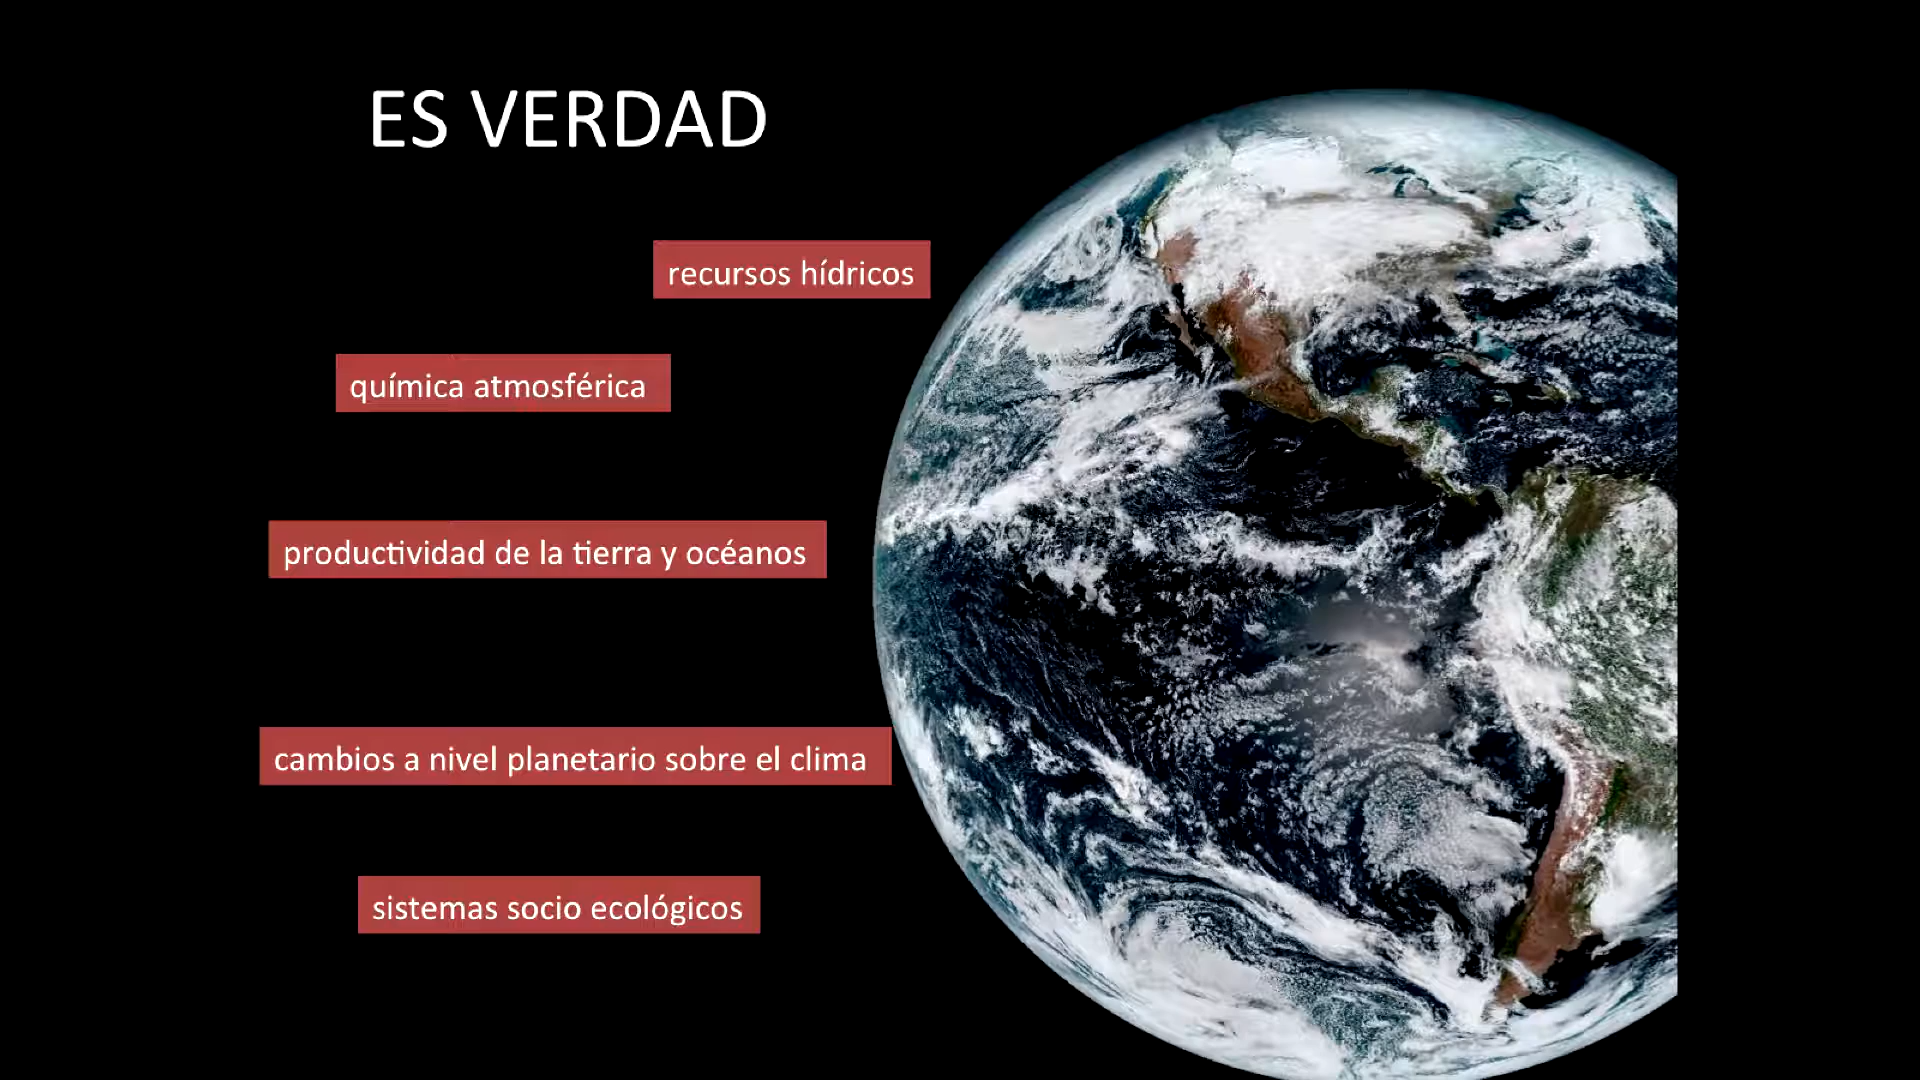 ES VERDAD
recursos hídricos
química atmosférica
productividad de la tierra y océanos
cambios a nivel planetario sobre el clima
sistemas socio ecológicos